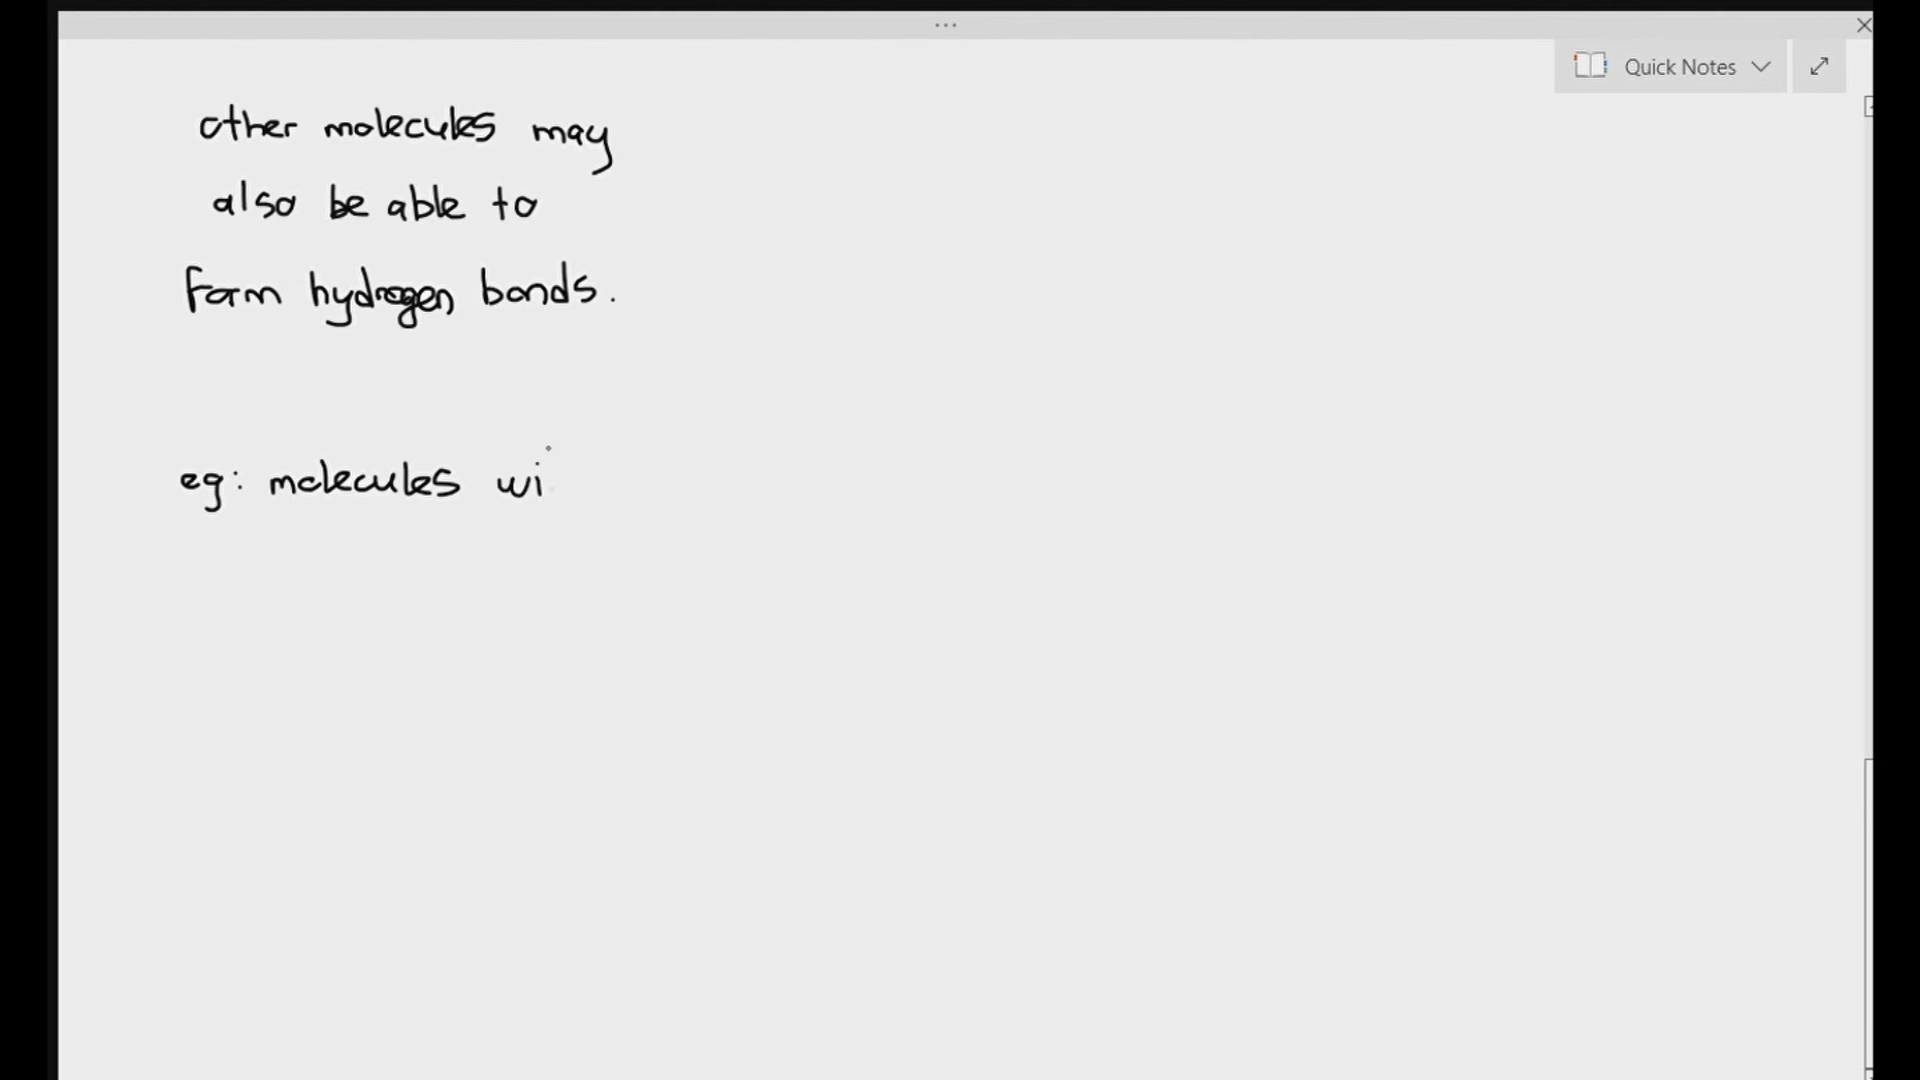 Quick Notes
other molecules may
also be able to
Form hydrogen bonds.
eg: molecules wi